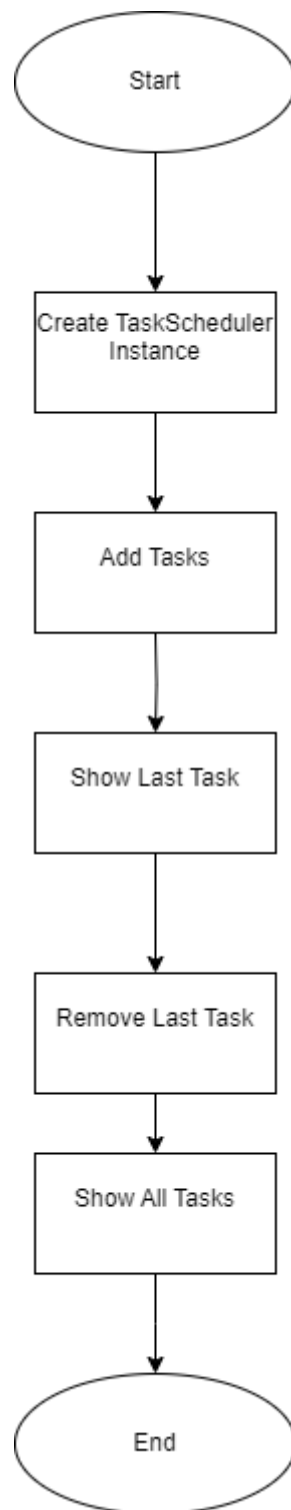 Start
Create TaskScheduler
Instance
Add Tasks
Show Last Task
Remove Last Task
Show All Tasks
End